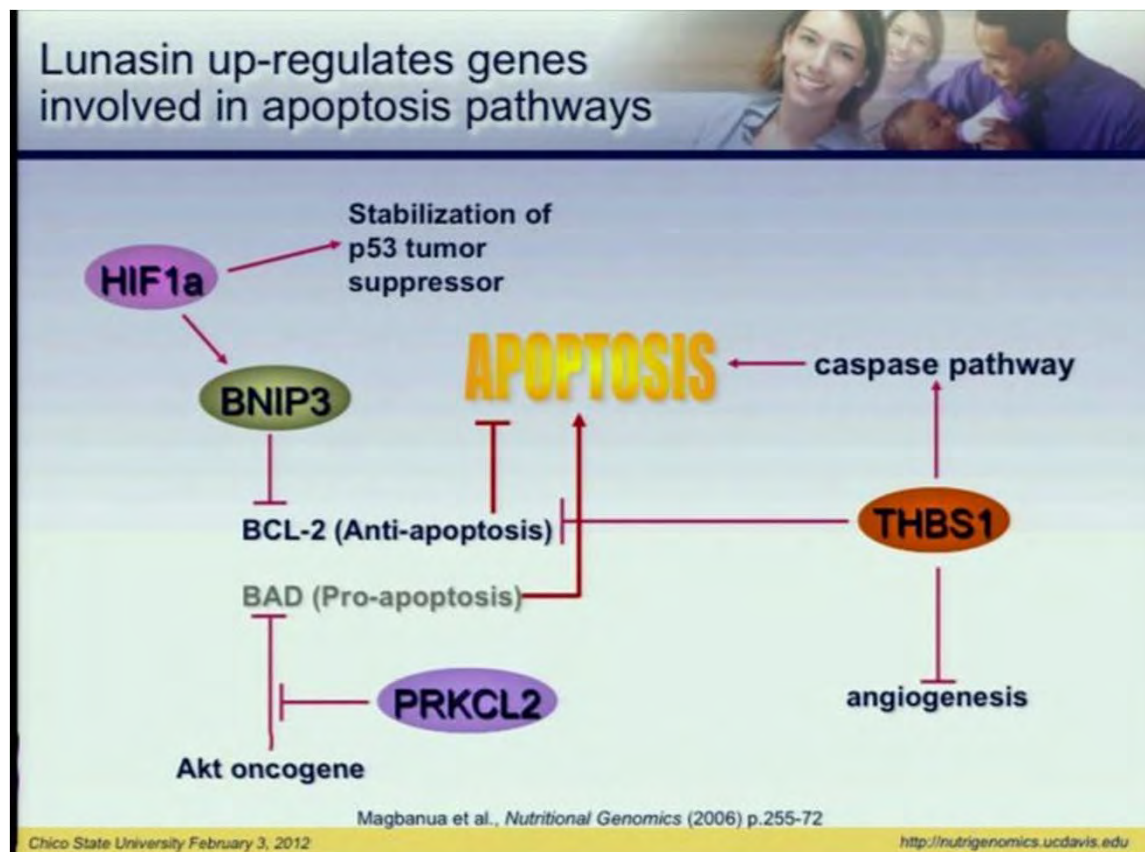 Lunasin up-regulates genes
involved in apoptosis pathways
Stabilization of
p53 tumor
suppressor
HIF1a
APOPTOSIS
caspase pathway
BNIP3
BCL-2 (Anti-apoptosis)
THBS1
BAD (Pro-apoptosis)
PRKCL2
angiogenesis
Akt oncogene
Magbanua et al., Nutritional Genomics (2006) p.255-72
Chico State University February 3, 2012
http://nutrigenomics.ucdavis.edu